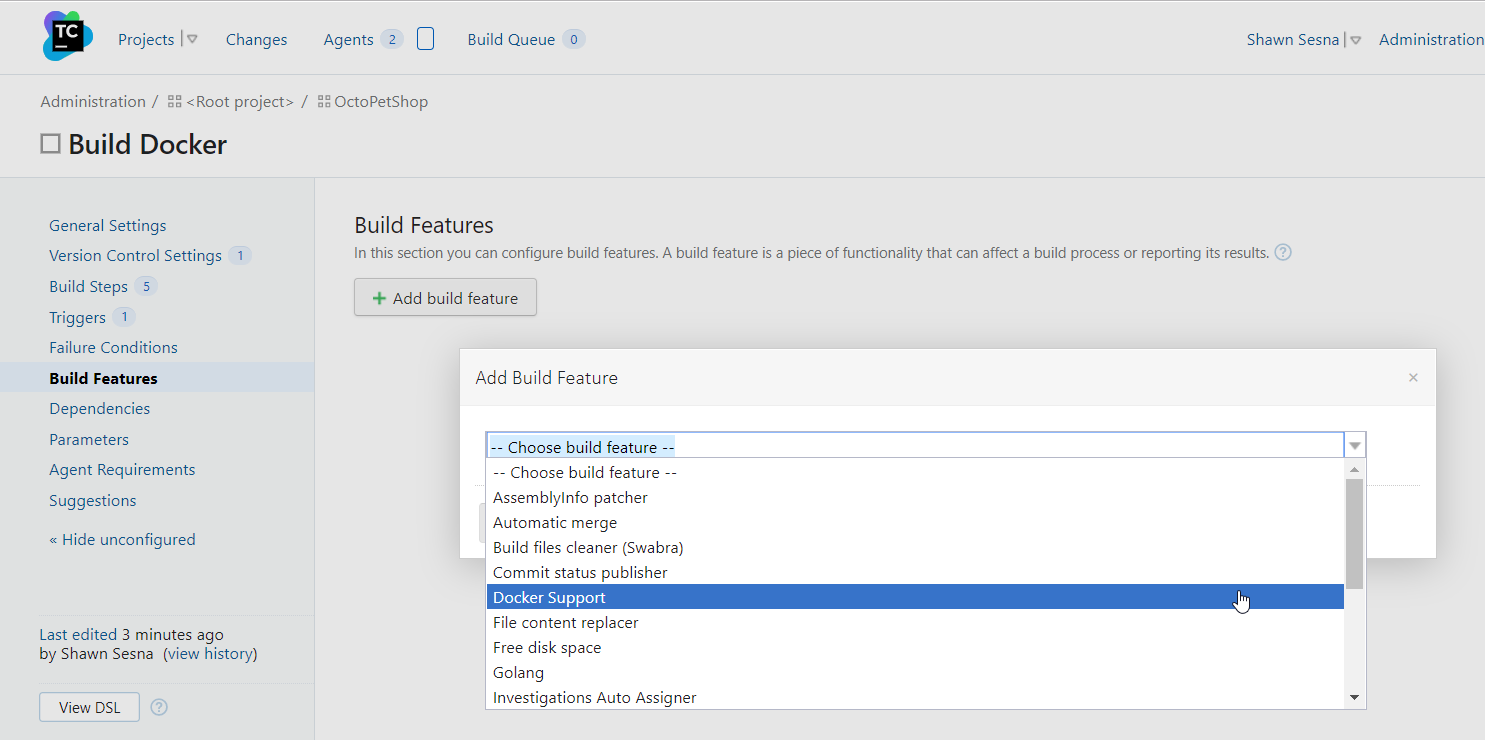 TC
Projects
Changes
Agents 2
Build Queue 0
Shawn Sesna
Administration
Administration / <Root project> / OctoPetShop
Build Docker
General Settings
Version Control Settings 1
Build Steps 5
Triggers 1
Failure Conditions
Build Features
Dependencies
Parameters
Agent Requirements
Suggestions
« Hide unconfigured
Last edited 3 minutes ago
by Shawn Sesna (view history)
View DSL ?
Build Features
In this section you can configure build features. A build feature is a piece of functionality that can affect a build process or reporting its results. ?
+ Add build feature
Add Build Feature ×
-- Choose build feature --
-- Choose build feature --
AssemblyInfo patcher
Automatic merge
Build files cleaner (Swabra)
Commit status publisher
Docker Support
File content replacer
Free disk space
Golang
Investigations Auto Assigner